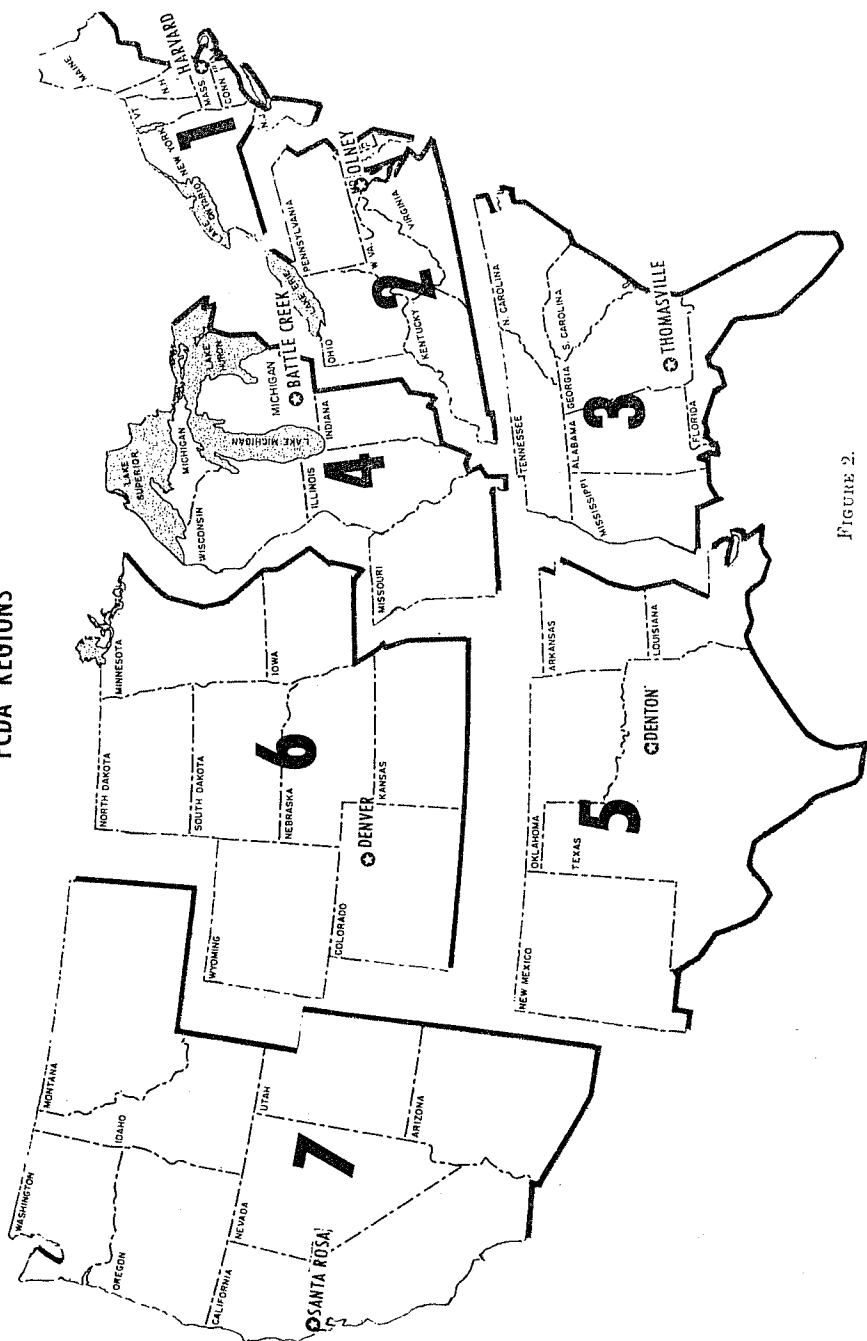 FCDA REGIONS
WASHINGTON
MONTANA
OREGON
IDAHO
CALIFORNIA
NEVADA
UTAH
ARIZONA
7
SANTA ROSA
NORTH DAKOTA
MINNESOTA
SOUTH DAKOTA
WYOMING
NEBRASKA
IOWA
6
COLORADO
DENVER
KANSAS
LAKE SUPERIOR
MICHIGAN
WISCONSIN
LAKE HURON
LAKE MICHIGAN
MICHIGAN
BATTLE CREEK
ILLINOIS
INDIANA
4
MISSOURI
MAINE
VT.
N.H.
HARVARD
MASS
CONN
NEW YORK
LAKE ONTARIO
N.J.
1
LAKE ERIE
PENNSYLVANIA
OHIO
OLNEY
W. VA.
VIRGINIA
KENTUCKY
2
NEW MEXICO
OKLAHOMA
TEXAS
ARKANSAS
LOUISIANA
5
DENTON
TENNESSEE
N. CAROLINA
S. CAROLINA
MISSISSIPPI
ALABAMA
GEORGIA
3
THOMASVILLE
FLORIDA
FIGURE 2.